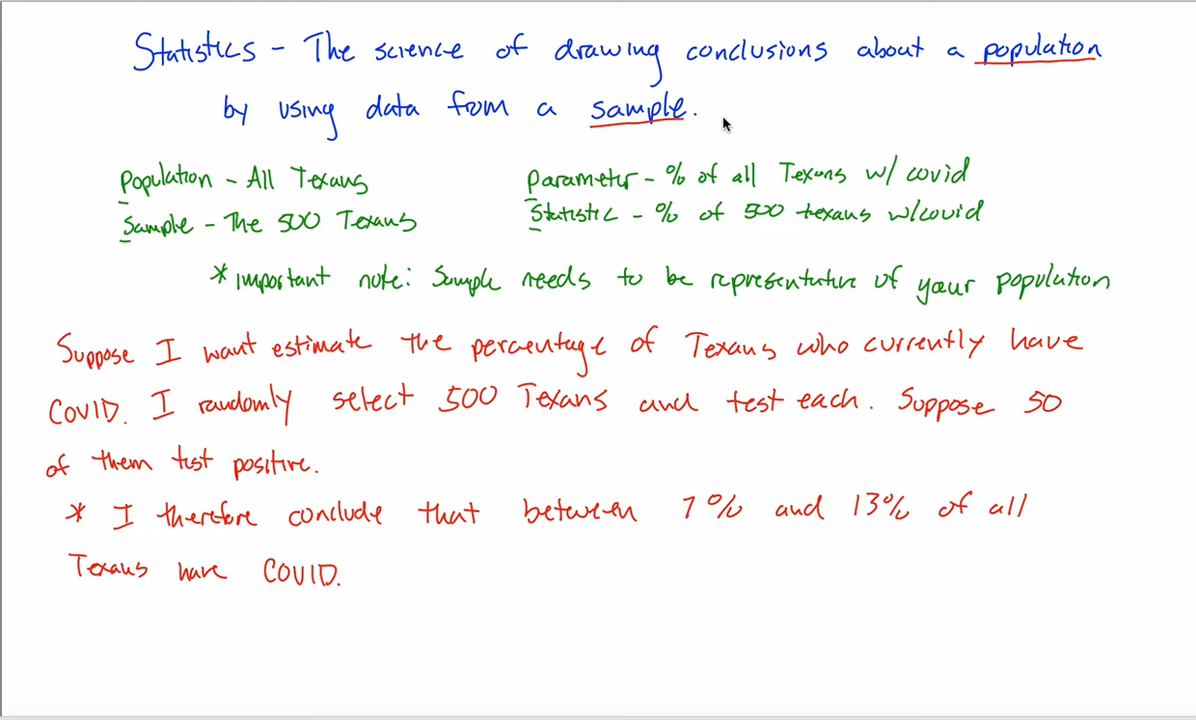 Statistics - The science of drawing conclusions about a population
by using data from a sample.
Population - All Texans
Sample - The 500 Texans
Parameter - % of all Texans w/ covid
Statistic - % of 500 texans w/covid
* important note: Sample needs to be representative of your population
Suppose I want estimate the percentage of Texans who currently have
COVID. I randomly select 500 Texans and test each. Suppose 50
of them test positive.
* I therefore conclude that between 7% and 13% of all
Texans have COVID.